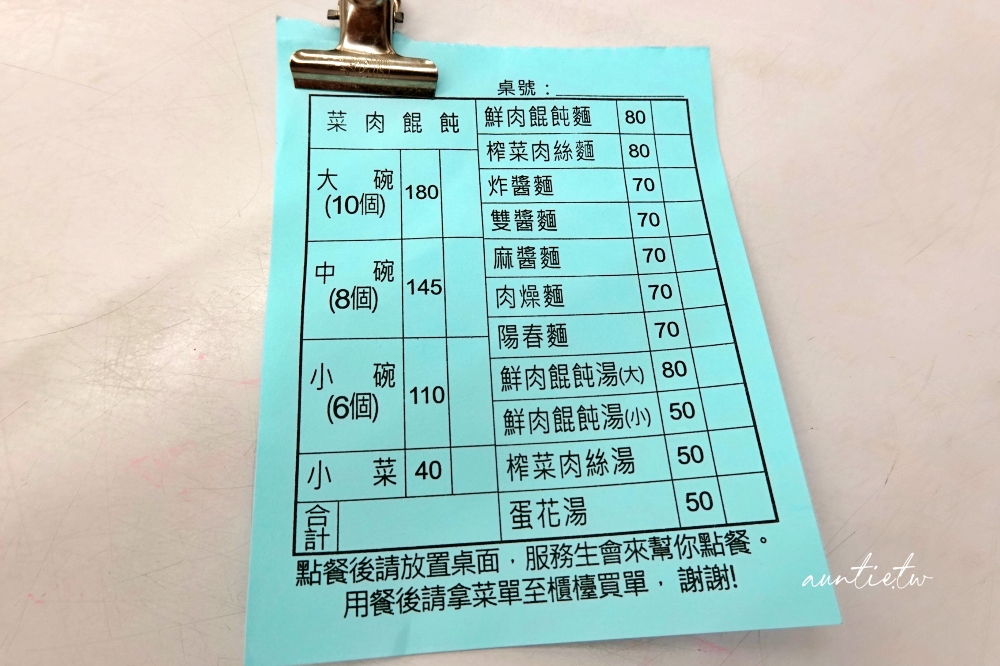 桌號：
菜肉餛飩
大碗
(10個)
180
中碗
(8個)
145
小碗
(6個)
110
小菜 40
合計
鮮肉餛飩麵 80
榨菜肉絲麵 80
炸醬麵 70
雙醬麵 70
麻醬麵 70
肉燥麵 70
陽春麵 70
鮮肉餛飩湯(大) 80
鮮肉餛飩湯(小) 50
榨菜肉絲湯 50
蛋花湯 50
點餐後請放置桌面，服務生會來幫你點餐。
用餐後請拿菜單至櫃檯買單，謝謝!
auntie.tw